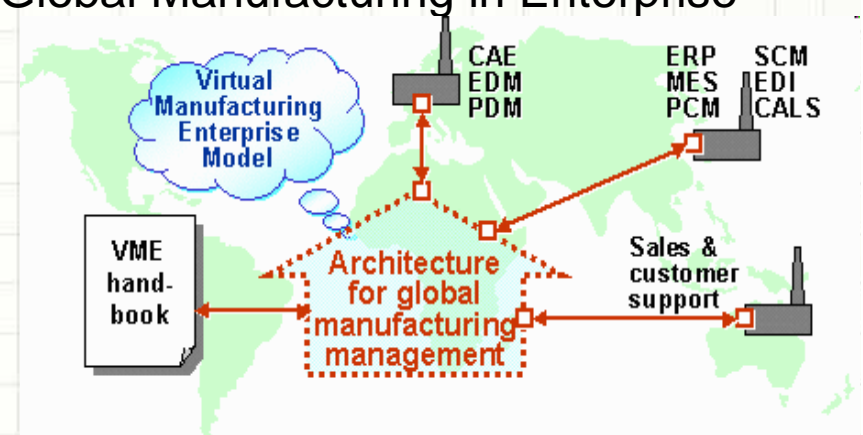 Global Manufacturing in Enterprise
Virtual
Manufacturing
Enterprise
Model
CAE
EDM
PDM
ERP SCM
MES EDI
PCM CALS
VME
hand-
book
Architecture
for global
manufacturing
management
Sales &
customer
support